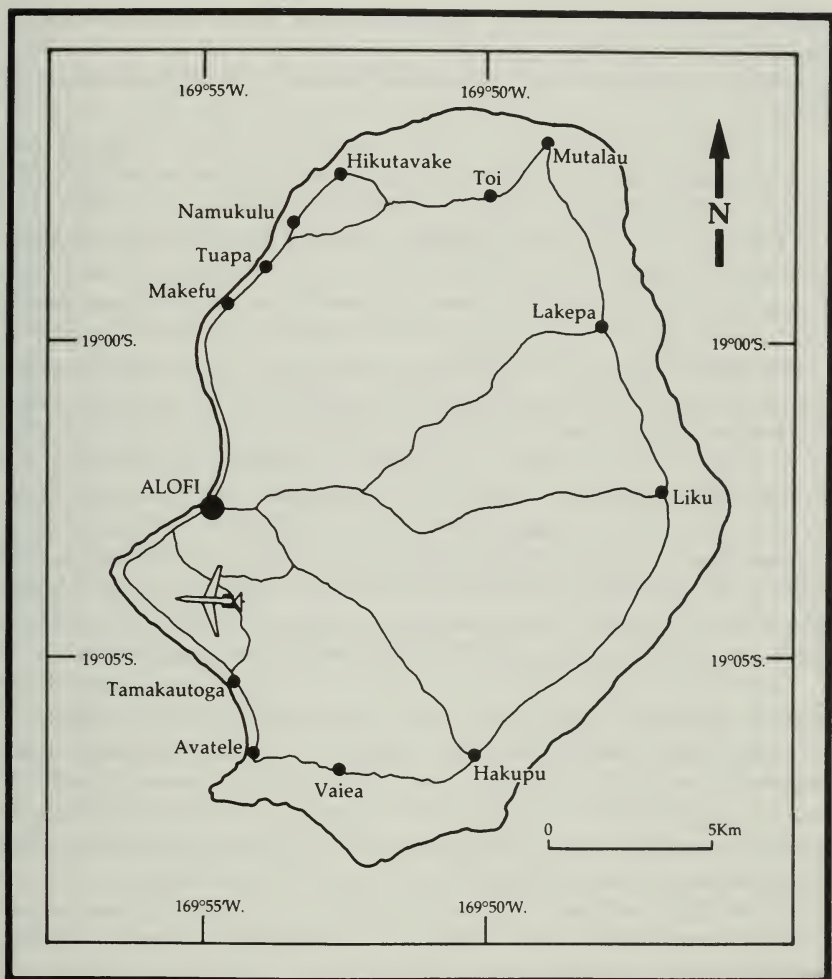 169°55'W.
169°50'W.
Hikutavake
Mutalau
Toi
N
Namukulu
Tuapa
Makefu
Lakepa
19°00'S.
19°00'S.
ALOFI
Liku
19°05'S.
19°05'S.
Tamakautoga
Avatele
Vaiea
Hakupu
0
5Km
169°55'W.
169°50'W.